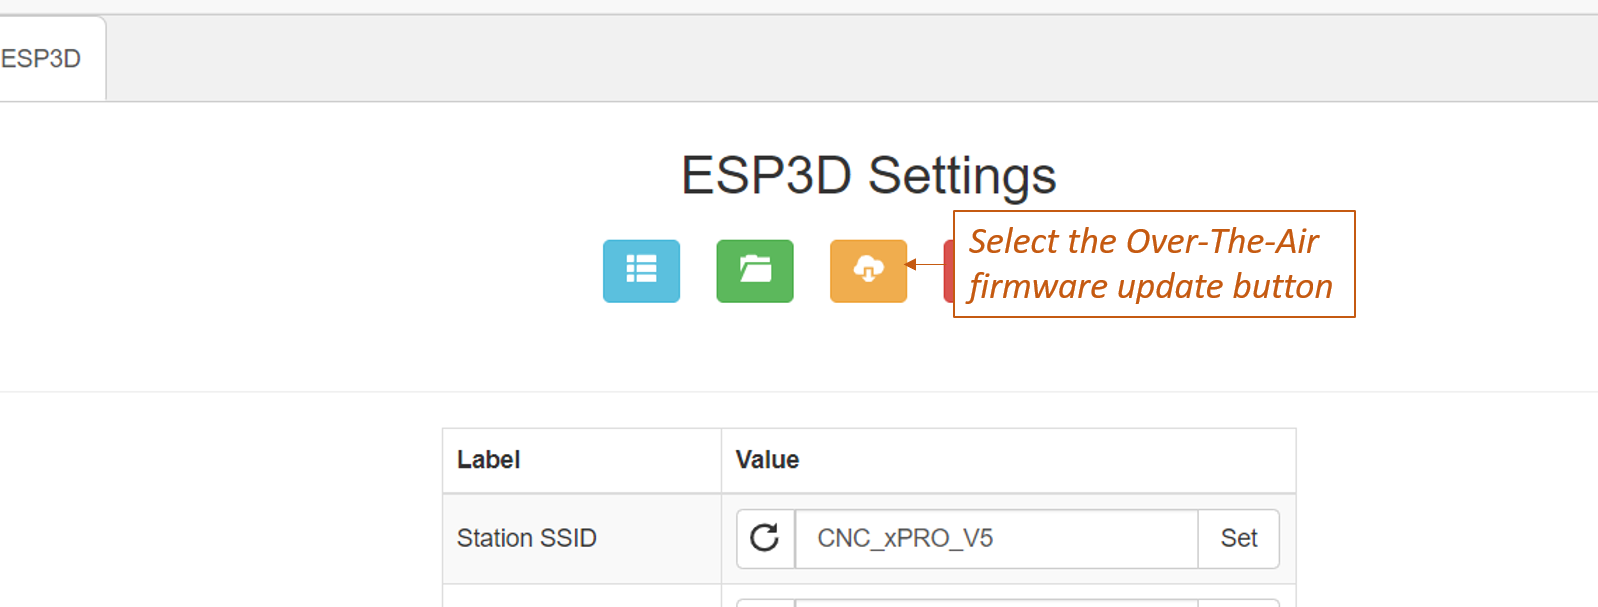 ESP3D
ESP3D Settings
Select the Over-The-Air
firmware update button
Label Value
Station SSID CNC_xPRO_V5 Set